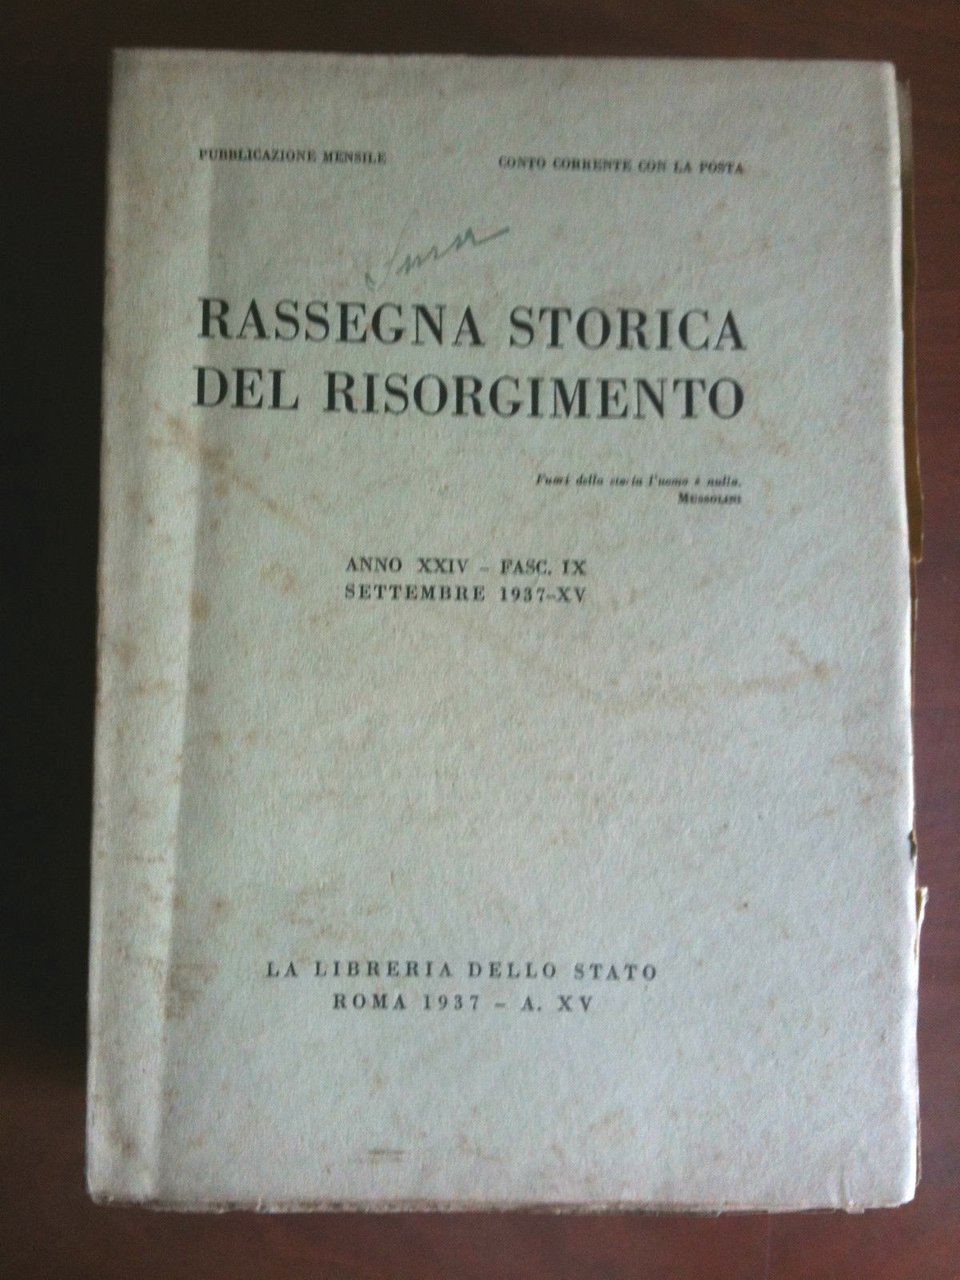 PUBBLICAZIONE MENSILE
CONTO CORRENTE CON LA POSTA
RASSEGNA STORICA
DEL RISORGIMENTO
Fuori della storia l'uomo è nulla.
MUSSOLINI
ANNO XXIV - FASC. IX
SETTEMBRE 1937-XV
LA LIBRERIA DELLO STATO
ROMA 1937 - A. XV